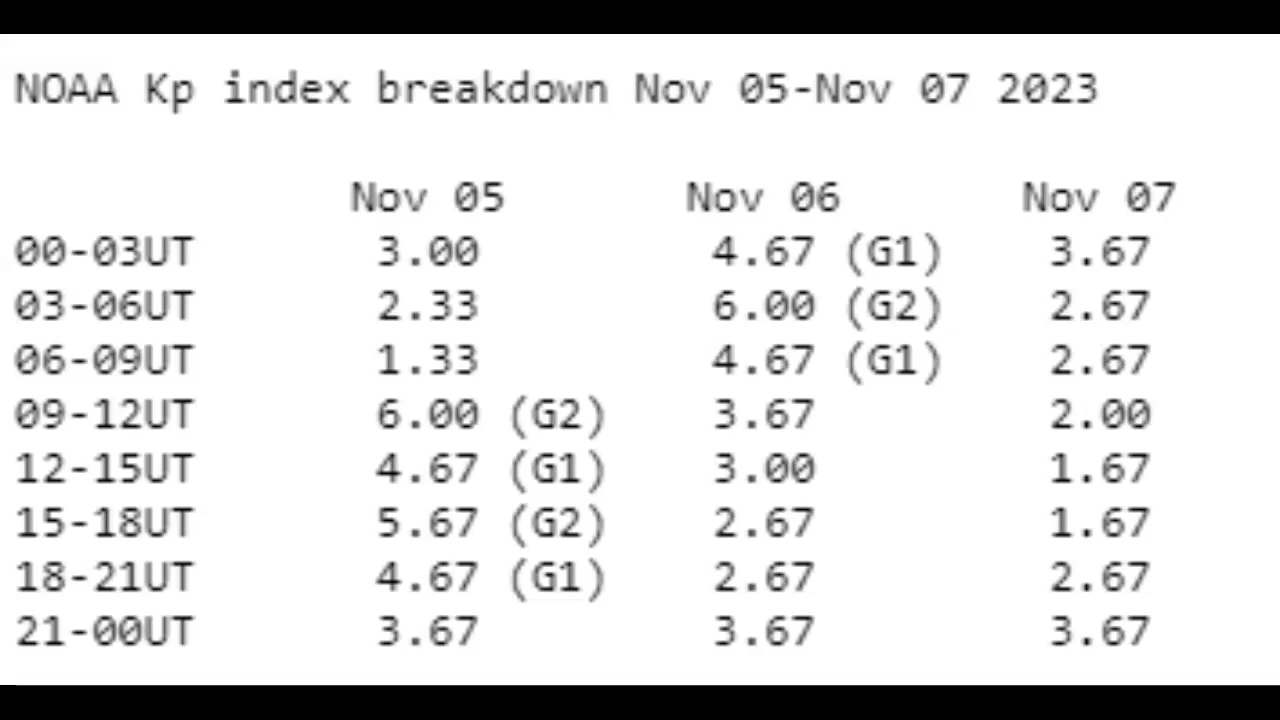 NOAA Kp index breakdown Nov 05-Nov 07 2023
Nov 05 Nov 06 Nov 07
00-03UT 3.00 4.67 (G1) 3.67
03-06UT 2.33 6.00 (G2) 2.67
06-09UT 1.33 4.67 (G1) 2.67
09-12UT 6.00 (G2) 3.67 2.00
12-15UT 4.67 (G1) 3.00 1.67
15-18UT 5.67 (G2) 2.67 1.67
18-21UT 4.67 (G1) 2.67 2.67
21-00UT 3.67 3.67 3.67